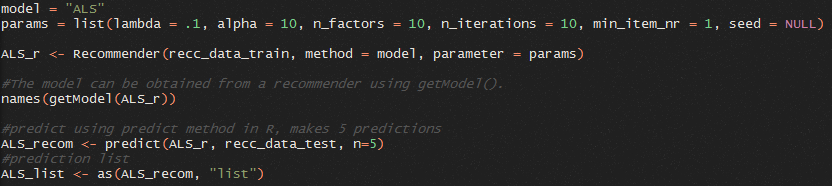 model = "ALS"
params = list(lambda = .1, alpha = 10, n_factors = 10, n_iterations = 10, min_item_nr = 1, seed = NULL)
ALS_r <- Recommender(recc_data_train, method = model, parameter = params)
#The model can be obtained from a recommender using getModel().
names(getModel(ALS_r))
#predict using predict method in R, makes 5 predictions
ALS_recom <- predict(ALS_r, recc_data_test, n=5)
#prediction list
ALS_list <- as(ALS_recom, "list")